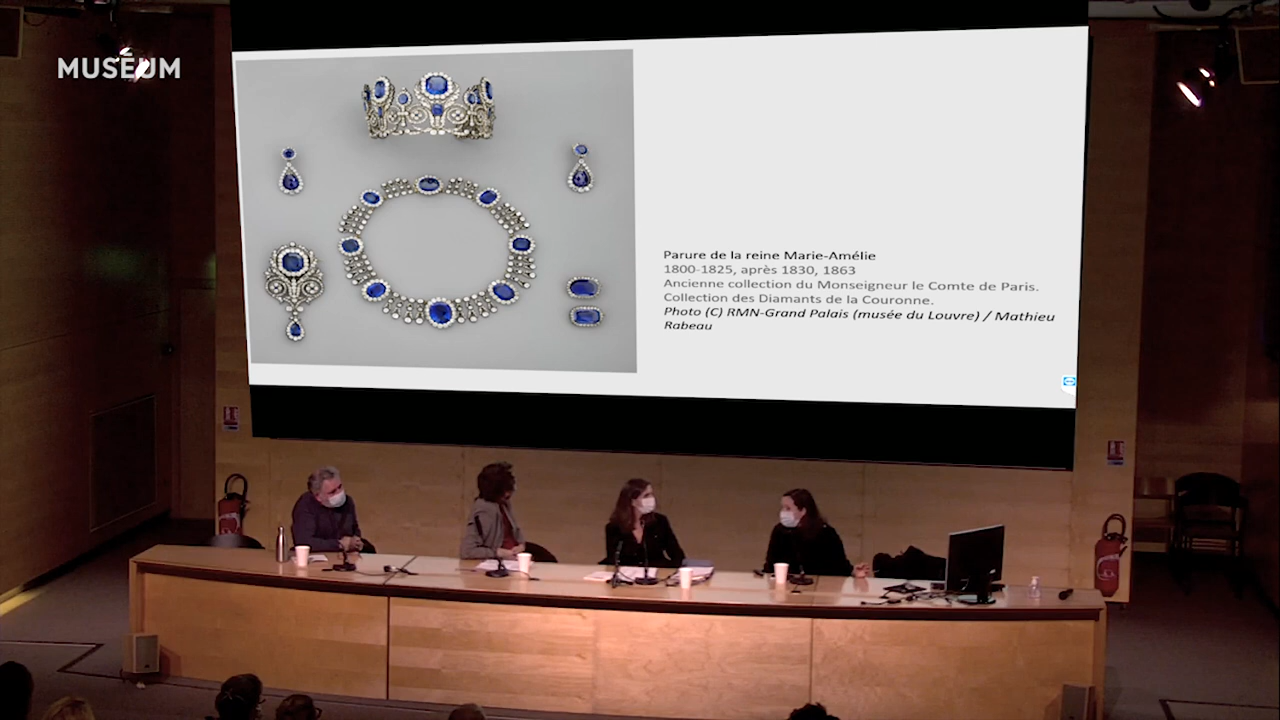 MUSÉUM
Parure de la reine Marie-Amélie
1800-1825, après 1830, 1863
Ancienne collection du Monseigneur le Comte de Paris.
Collection des Diamants de la Couronne.
Photo (C) RMN-Grand Palais (musée du Louvre) / Mathieu
Rabeau